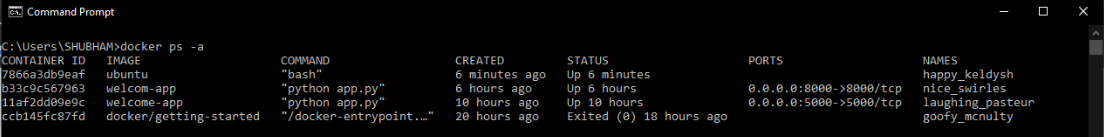 Command Prompt
C:\Users\SHUBHAM>docker ps -a
CONTAINER ID   IMAGE                    COMMAND                  CREATED          STATUS                      PORTS                    NAMES
7866a3db9eaf   ubuntu                   "bash"                   6 minutes ago    Up 6 minutes                                         happy_keldysh
b33c9c567963   welcom-app               "python app.py"          6 hours ago      Up 6 hours                  0.0.0.0:8000->8000/tcp   nice_swirles
11af2dd09e9c   welcome-app              "python app.py"          10 hours ago     Up 10 hours                 0.0.0.0:5000->5000/tcp   laughing_pasteur
ccb145fc87fd   docker/getting-started   "/docker-entrypoint.…"   20 hours ago     Exited (0) 18 hours ago                              goofy_mcnulty